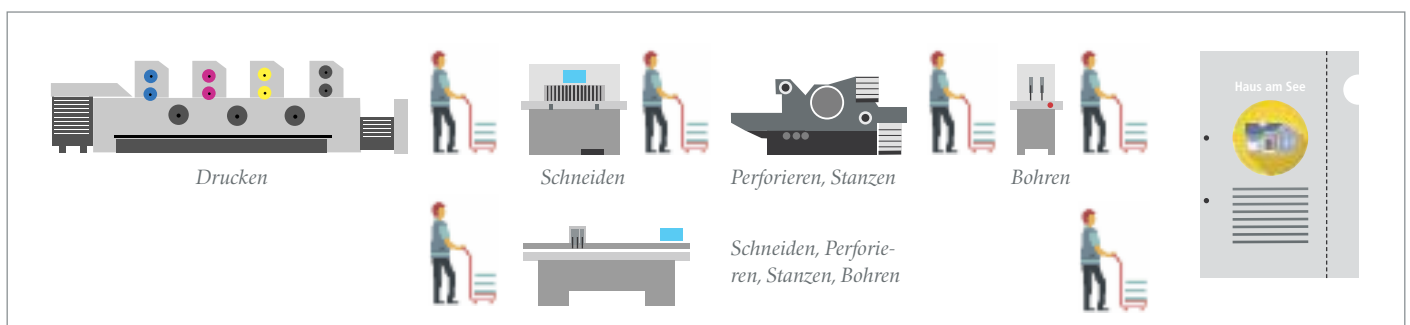 Haus am See
Drucken
Schneiden
Perforieren, Stanzen
Bohren
Schneiden, Perforie-
ren, Stanzen, Bohren